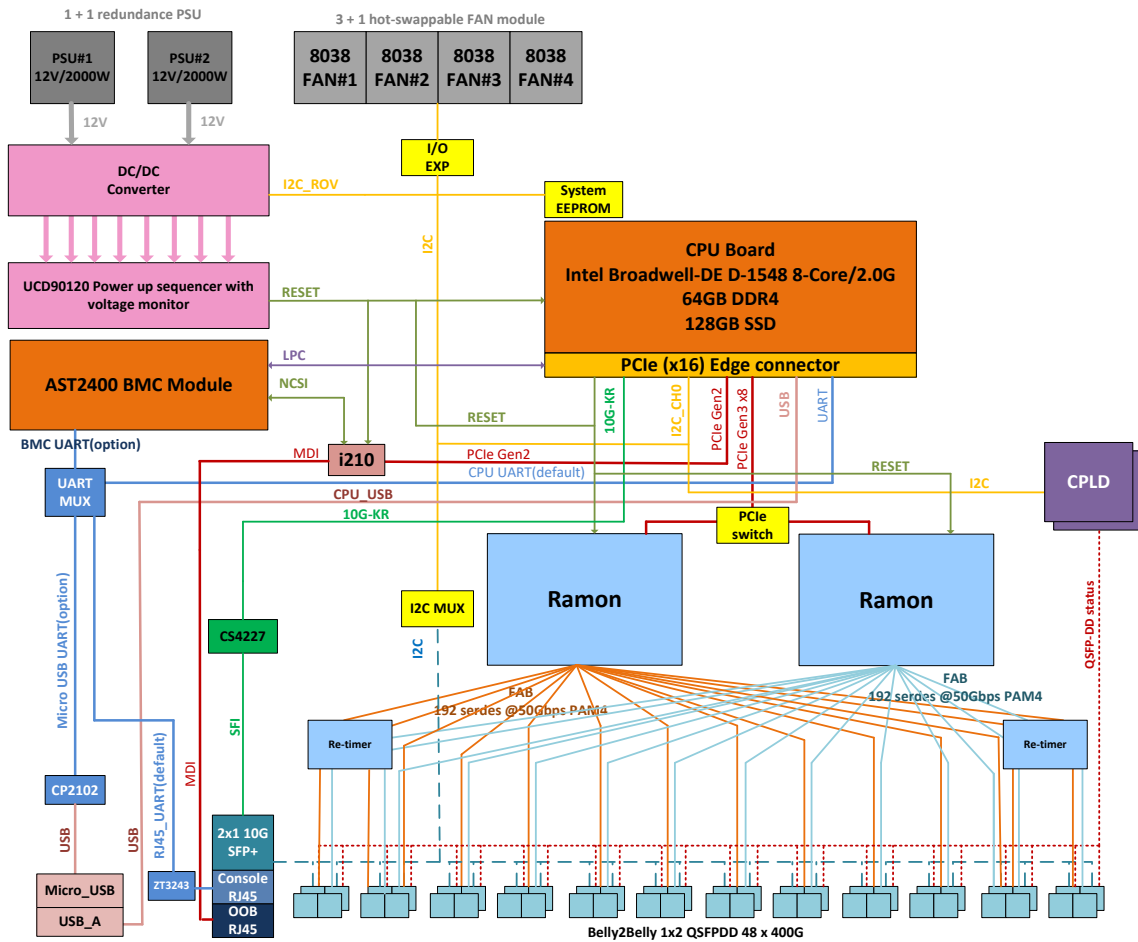 1 + 1 redundance PSU
3 + 1 hot-swappable FAN module
PSU#1
12V/2000W
PSU#2
12V/2000W
8038
FAN#1
8038
FAN#2
8038
FAN#3
8038
FAN#4
12V
12V
I/O
EXP
DC/DC
Converter
I2C_ROV
System
EEPROM
I2C
CPU Board
Intel Broadwell-DE D-1548 8-Core/2.0G
64GB DDR4
128GB SSD
UCD90120 Power up sequencer with
voltage monitor
RESET
PCIe (x16) Edge connector
LPC
AST2400 BMC Module
NCSI
RESET
10G-KR
I2C_CH0
PCIe Gen2
PCIe Gen3 x8
USB
UART
BMC UART(option)
MDI
i210
PCIe Gen2
CPU UART(default)
RESET
UART
MUX
CPU_USB
I2C
CPLD
10G-KR
PCIe
switch
Ramon
Ramon
I2C MUX
I2C
CS4227
Micro USB UART(option)
QSFP-DD status
FAB
192 serdes @50Gbps PAM4
FAB
192 serdes @50Gbps PAM4
SFI
Re-timer
Re-timer
MDI
CP2102
RJ45_UART(default)
USB
USB
2x1 10G
SFP+
Micro_USB
ZT3243
Console
RJ45
USB_A
OOB
RJ45
Belly2Belly 1x2 QSFPDD 48 x 400G